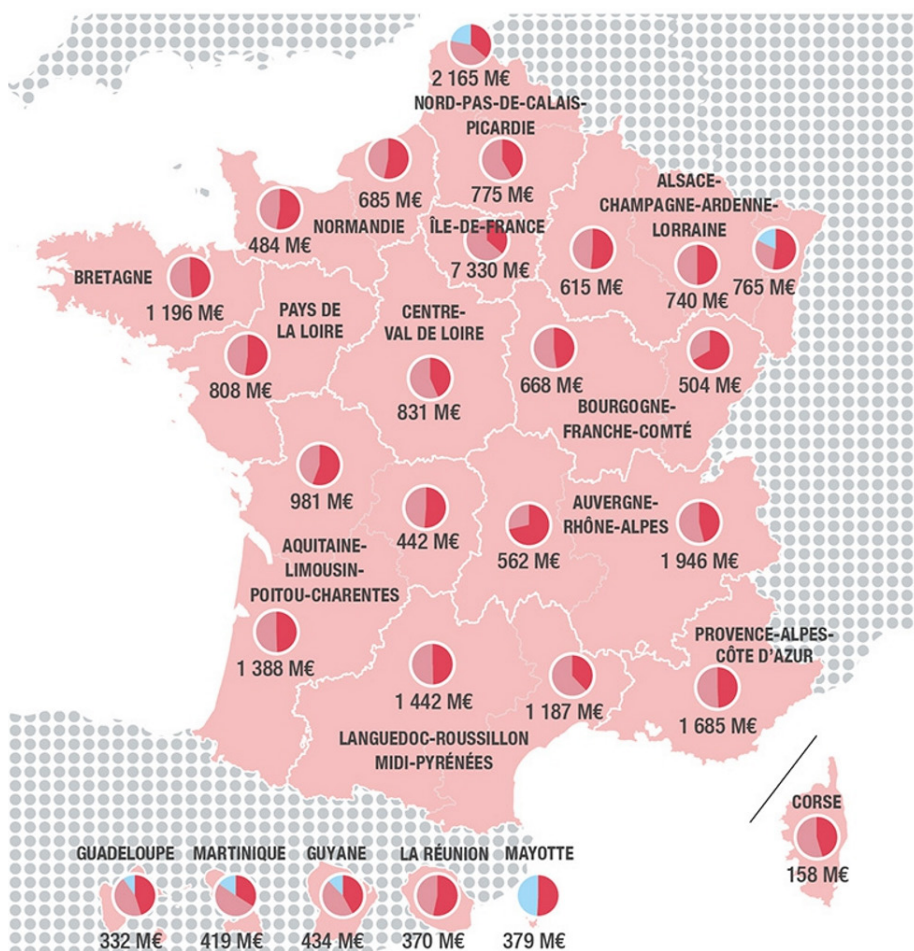 2 165 M€
NORD-PAS-DE-CALAIS-
PICARDIE
685 M€
775 M€
ALSACE-
CHAMPAGNE-ARDENNE-
LORRAINE
484 M€
NORMANDIE
ÎLE-DE-FRANCE
7 330 M€
615 M€
740 M€
765 M€
BRETAGNE
1 196 M€
PAYS DE
LA LOIRE
808 M€
CENTRE-
VAL DE LOIRE
831 M€
668 M€
504 M€
BOURGOGNE-
FRANCHE-COMTÉ
981 M€
442 M€
562 M€
AUVERGNE-
RHÔNE-ALPES
1 946 M€
AQUITAINE-
LIMOUSIN-
POITOU-CHARENTES
1 388 M€
1 442 M€
1 187 M€
LANGUEDOC-ROUSSILLON
MIDI-PYRÉNÉES
PROVENCE-ALPES-
CÔTE D'AZUR
1 685 M€
CORSE
158 M€
GUADELOUPE
332 M€
MARTINIQUE
419 M€
GUYANE
434 M€
LA RÉUNION
370 M€
MAYOTTE
379 M€